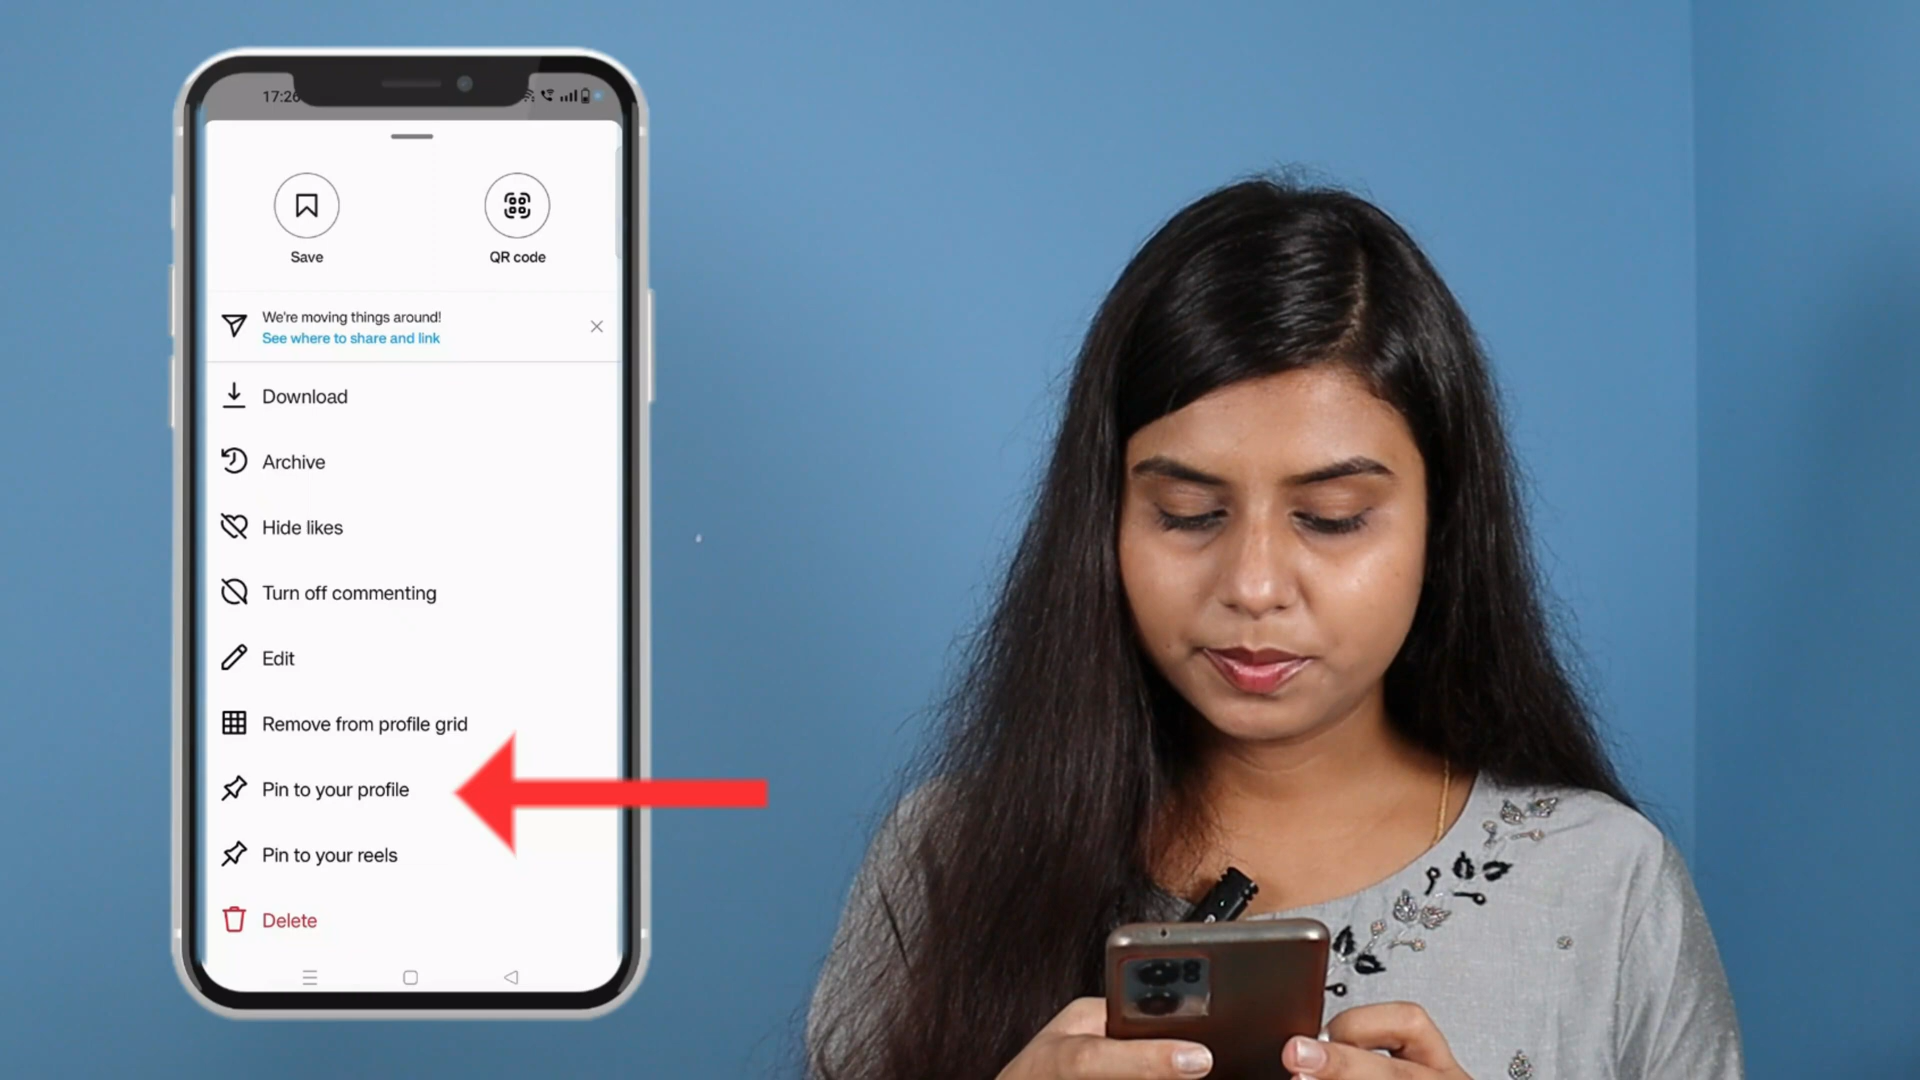 17:26
Save
QR code
We're moving things around!
See where to share and link
Download
Archive
Hide likes
Turn off commenting
Edit
Remove from profile grid
Pin to your profile
Pin to your reels
Delete